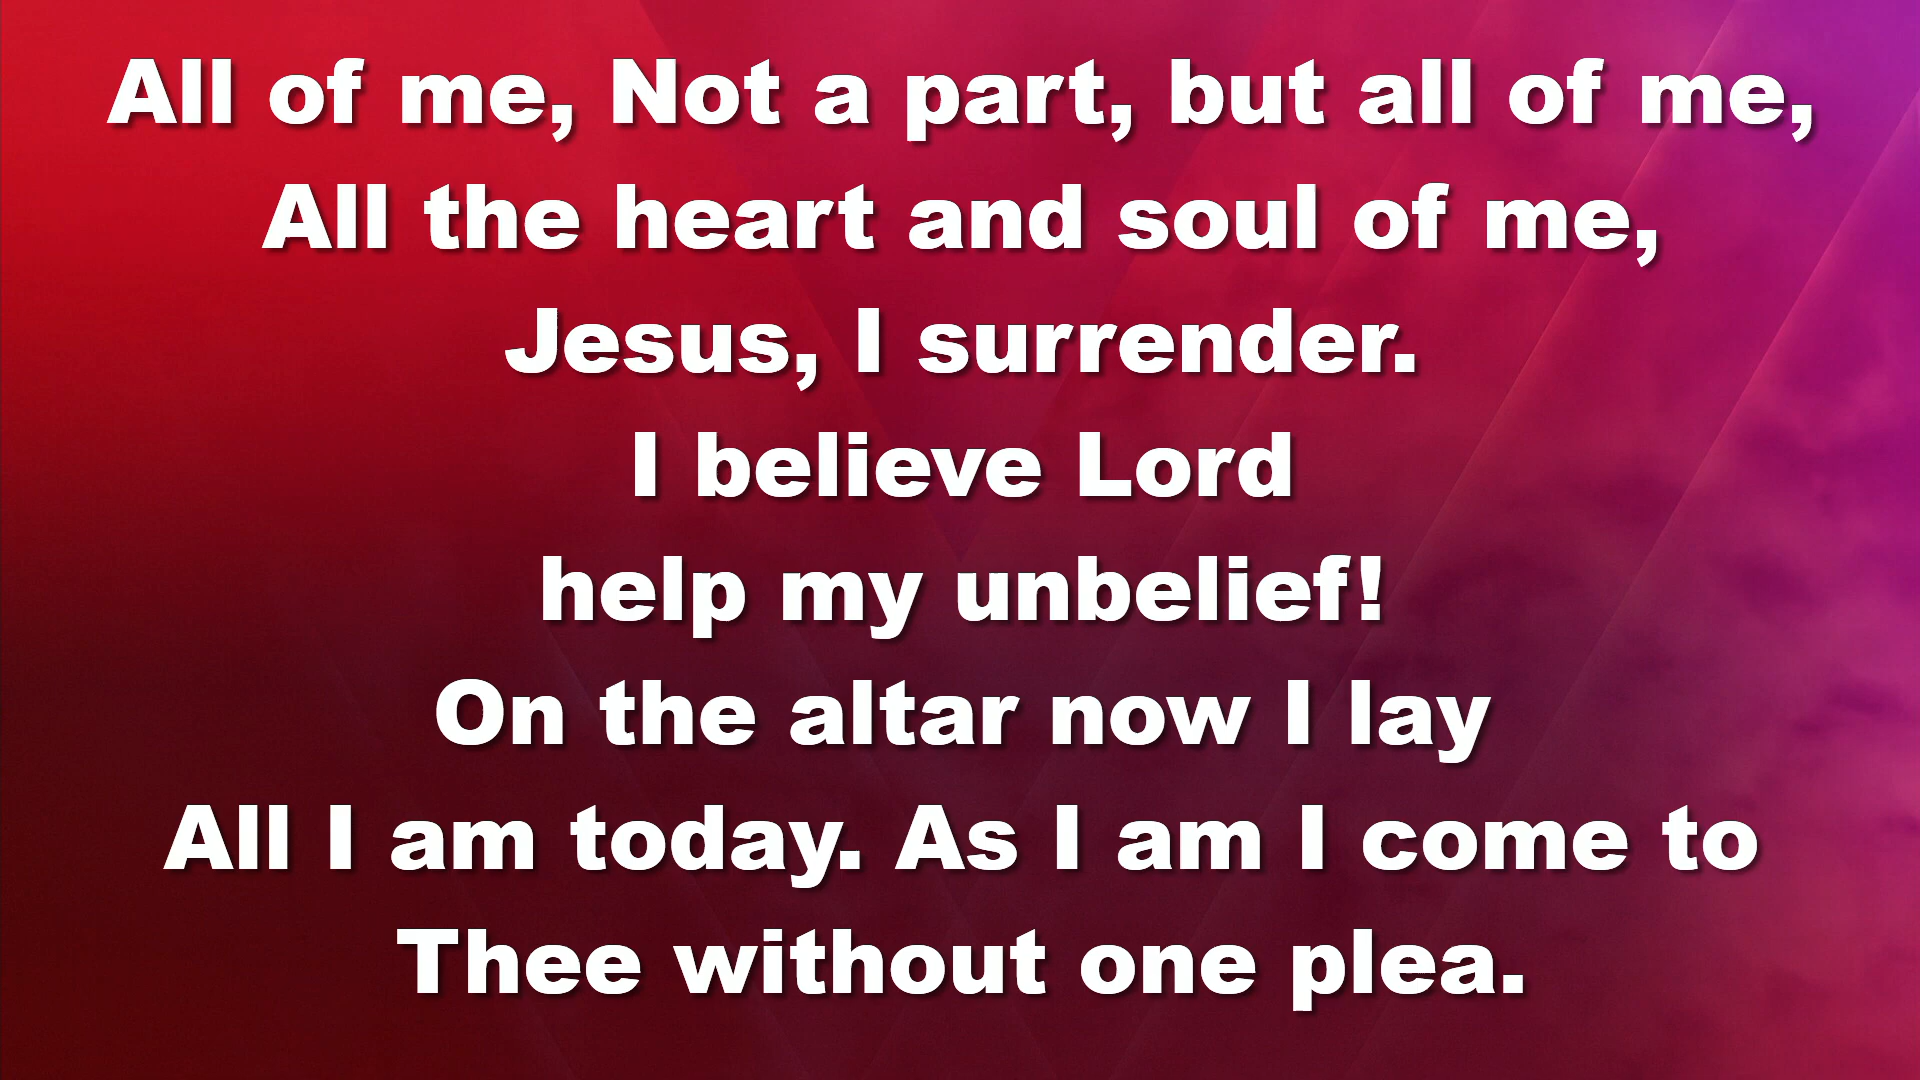 All of me, Not a part, but all of me,
All the heart and soul of me,
Jesus, I surrender.
I believe Lord
help my unbelief!
On the altar now I lay
All I am today. As I am I come to
Thee without one plea.